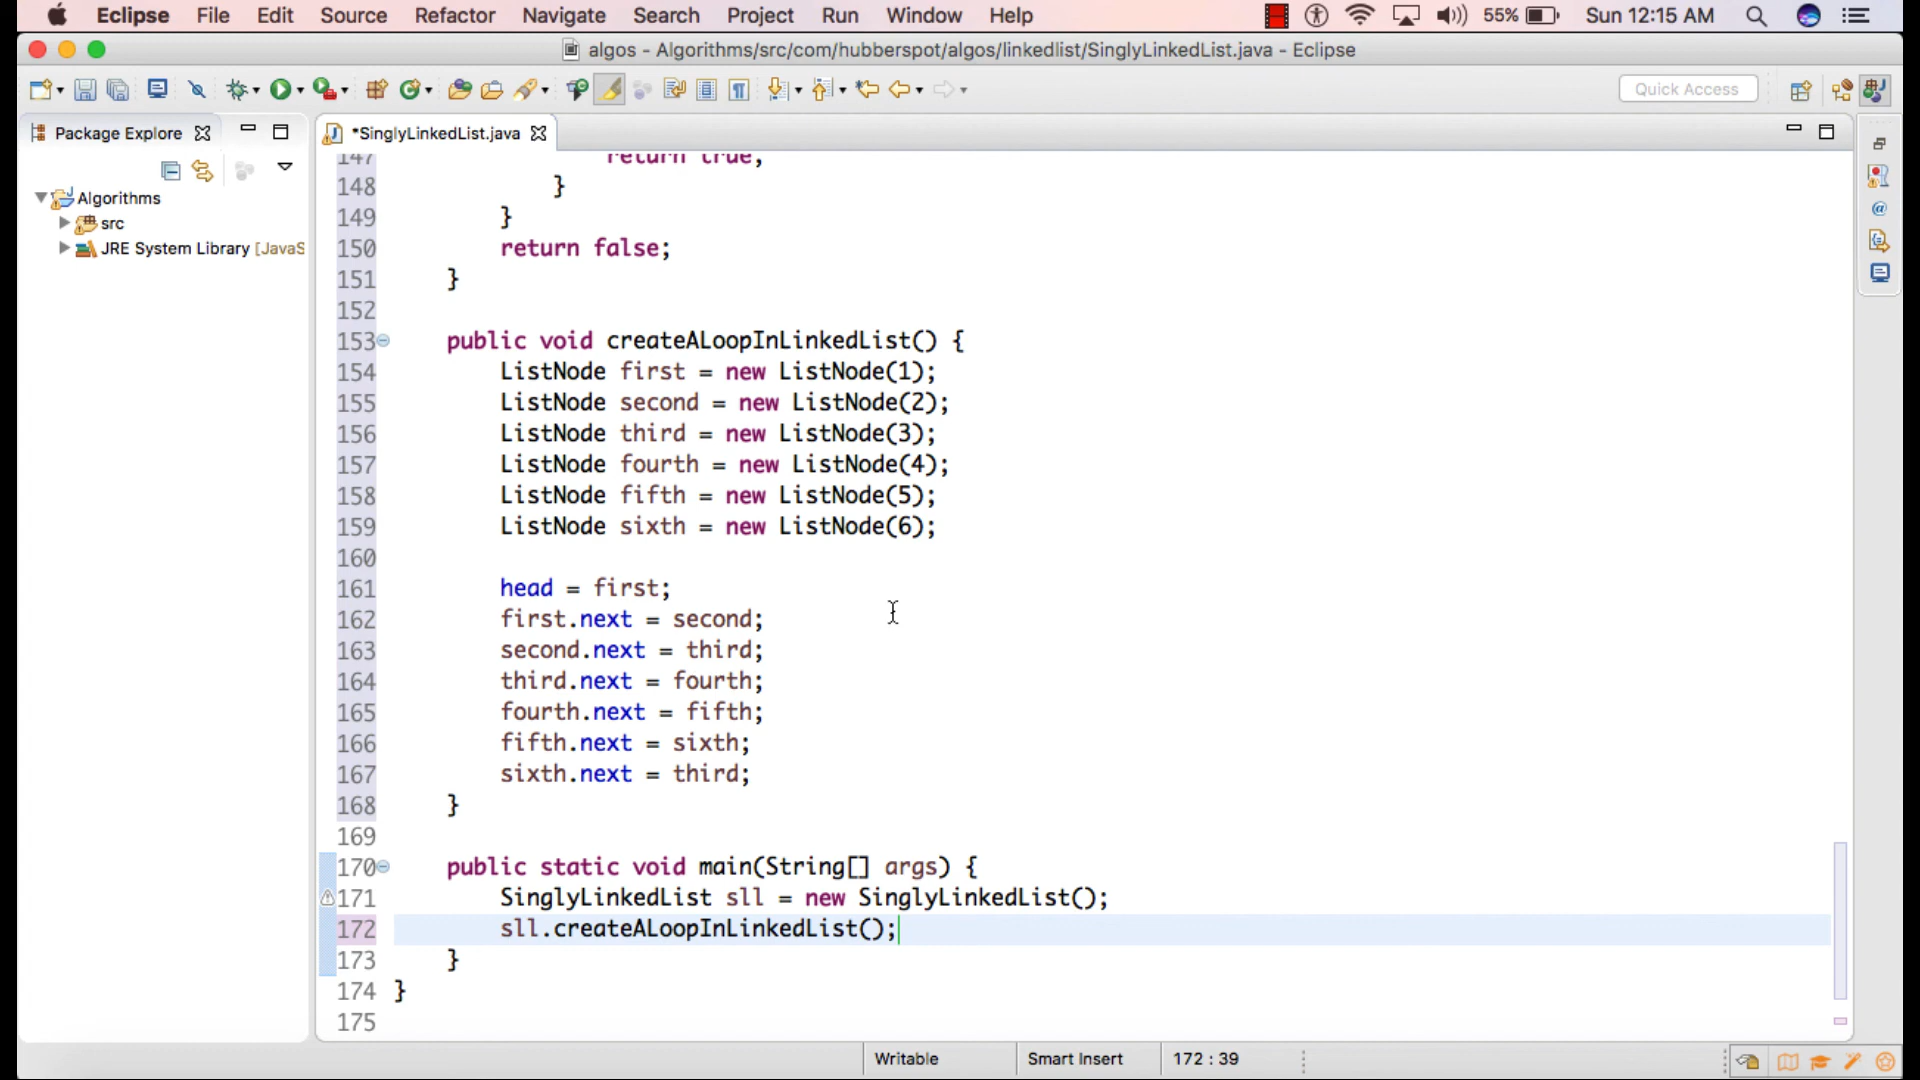 Eclipse File Edit Source Refactor Navigate Search Project Run Window Help 55% Sun 12:15 AM
algos - Algorithms/src/com/hubberspot/algos/linkedlist/SinglyLinkedList.java - Eclipse
Quick Access
Package Explore
*SinglyLinkedList.java
Algorithms
src
JRE System Library [JavaS
147 return true;
148 }
149 }
150 return false;
151 }
152
153 public void createALoopInLinkedList() {
154 ListNode first = new ListNode(1);
155 ListNode second = new ListNode(2);
156 ListNode third = new ListNode(3);
157 ListNode fourth = new ListNode(4);
158 ListNode fifth = new ListNode(5);
159 ListNode sixth = new ListNode(6);
160
161 head = first;
162 first.next = second;
163 second.next = third;
164 third.next = fourth;
165 fourth.next = fifth;
166 fifth.next = sixth;
167 sixth.next = third;
168 }
169
170 public static void main(String[] args) {
171 SinglyLinkedList sll = new SinglyLinkedList();
172 sll.createALoopInLinkedList();
173 }
174 }
175
Writable Smart Insert 172 : 39